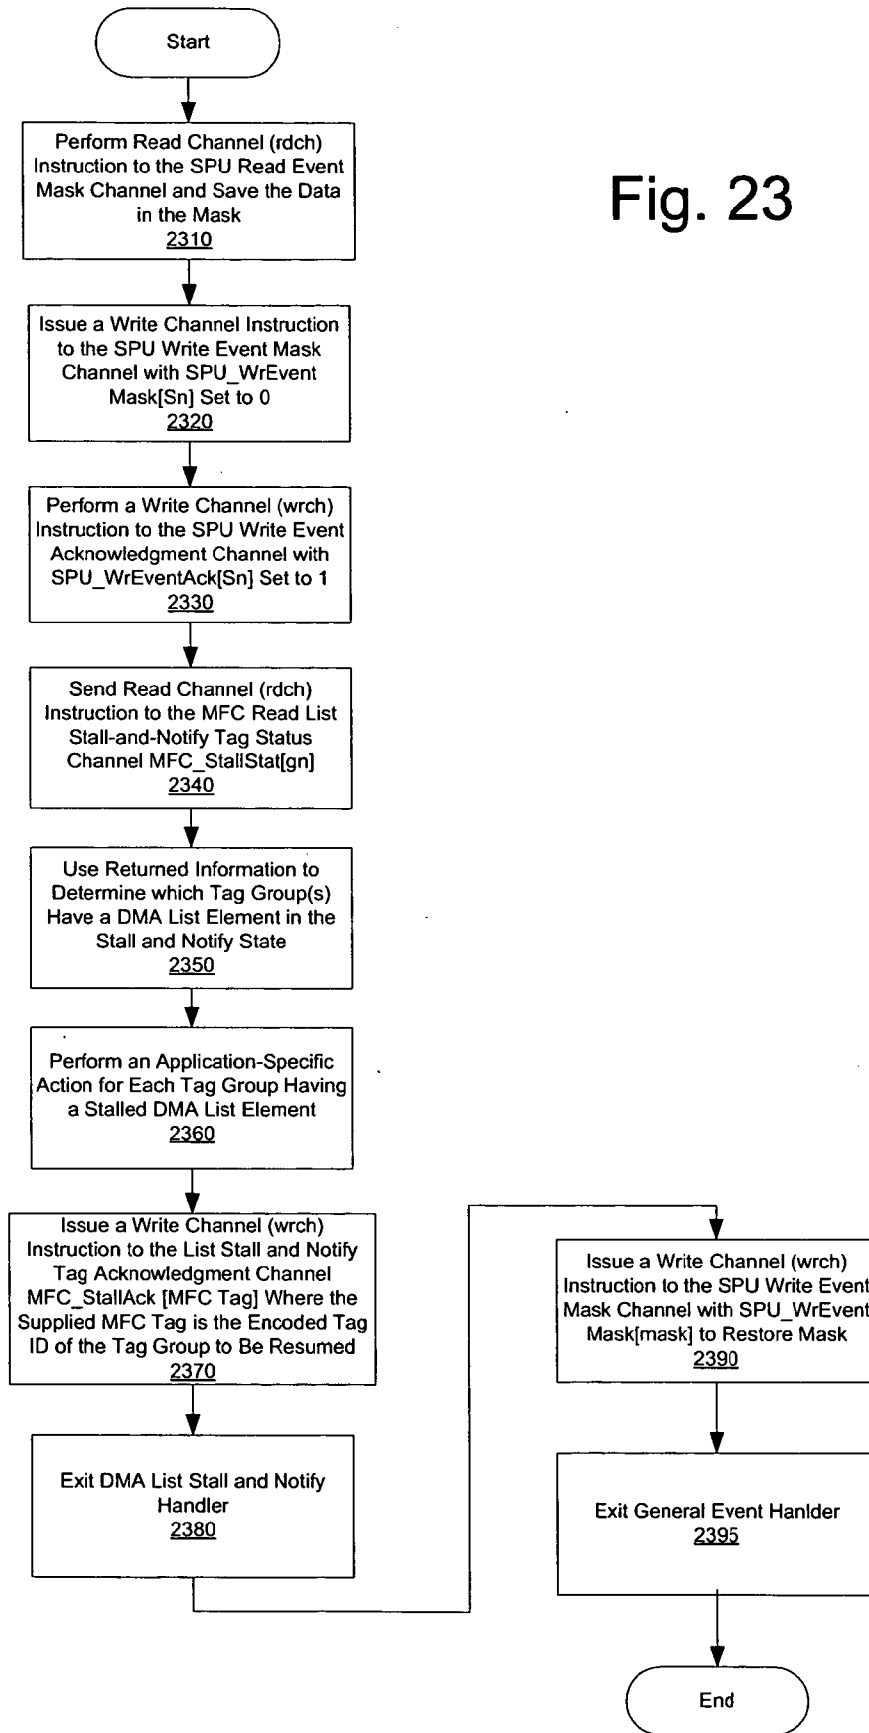 Start
Perform Read Channel (rdch)
Instruction to the SPU Read Event
Mask Channel and Save the Data
in the Mask
2310
Fig. 23
Issue a Write Channel Instruction
to the SPU Write Event Mask
Channel with SPU_WrEvent
Mask[Sn] Set to 0
2320
Perform a Write Channel (wrch)
Instruction to the SPU Write Event
Acknowledgment Channel with
SPU_WrEventAck[Sn] Set to 1
2330
Send Read Channel (rdch)
Instruction to the MFC Read List
Stall-and-Notify Tag Status
Channel MFC_StallStat[gn]
2340
Use Returned Information to
Determine which Tag Group(s)
Have a DMA List Element in the
Stall and Notify State
2350
Perform an Application-Specific
Action for Each Tag Group Having
a Stalled DMA List Element
2360
Issue a Write Channel (wrch)
Instruction to the List Stall and Notify
Tag Acknowledgment Channel
MFC_StallAck [MFC Tag] Where the
Supplied MFC Tag is the Encoded Tag
ID of the Tag Group to Be Resumed
2370
Exit DMA List Stall and Notify
Handler
2380
Issue a Write Channel (wrch)
Instruction to the SPU Write Event
Mask Channel with SPU_WrEvent
Mask[mask] to Restore Mask
2390
Exit General Event Hanlder
2395
End